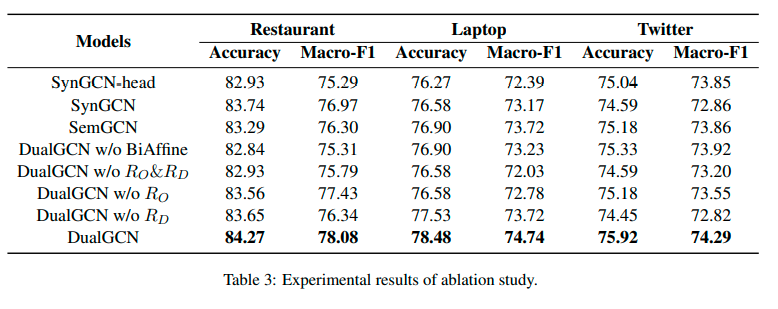 Models Restaurant Laptop Twitter
Accuracy Macro-F1 Accuracy Macro-F1 Accuracy Macro-F1
SynGCN-head 82.93 75.29 76.27 72.39 75.04 73.85
SynGCN 83.74 76.97 76.58 73.17 74.59 72.86
SemGCN 83.29 76.30 76.90 73.72 75.18 73.86
DualGCN w/o BiAffine 82.84 75.31 76.90 73.23 75.33 73.92
DualGCN w/o R_O&R_D 82.93 75.79 76.58 72.03 74.59 73.20
DualGCN w/o R_O 83.56 77.43 76.58 72.78 75.18 73.55
DualGCN w/o R_D 83.65 76.34 77.53 73.72 74.45 72.82
DualGCN 84.27 78.08 78.48 74.74 75.92 74.29
Table 3: Experimental results of ablation study.